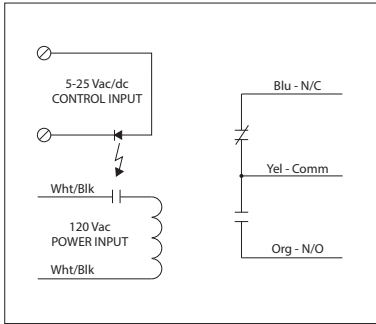 5-25 Vac/dc
CONTROL INPUT
Wht/Blk
120 Vac
POWER INPUT
Wht/Blk
Blu - N/C
Yel - Comm
Org - N/O